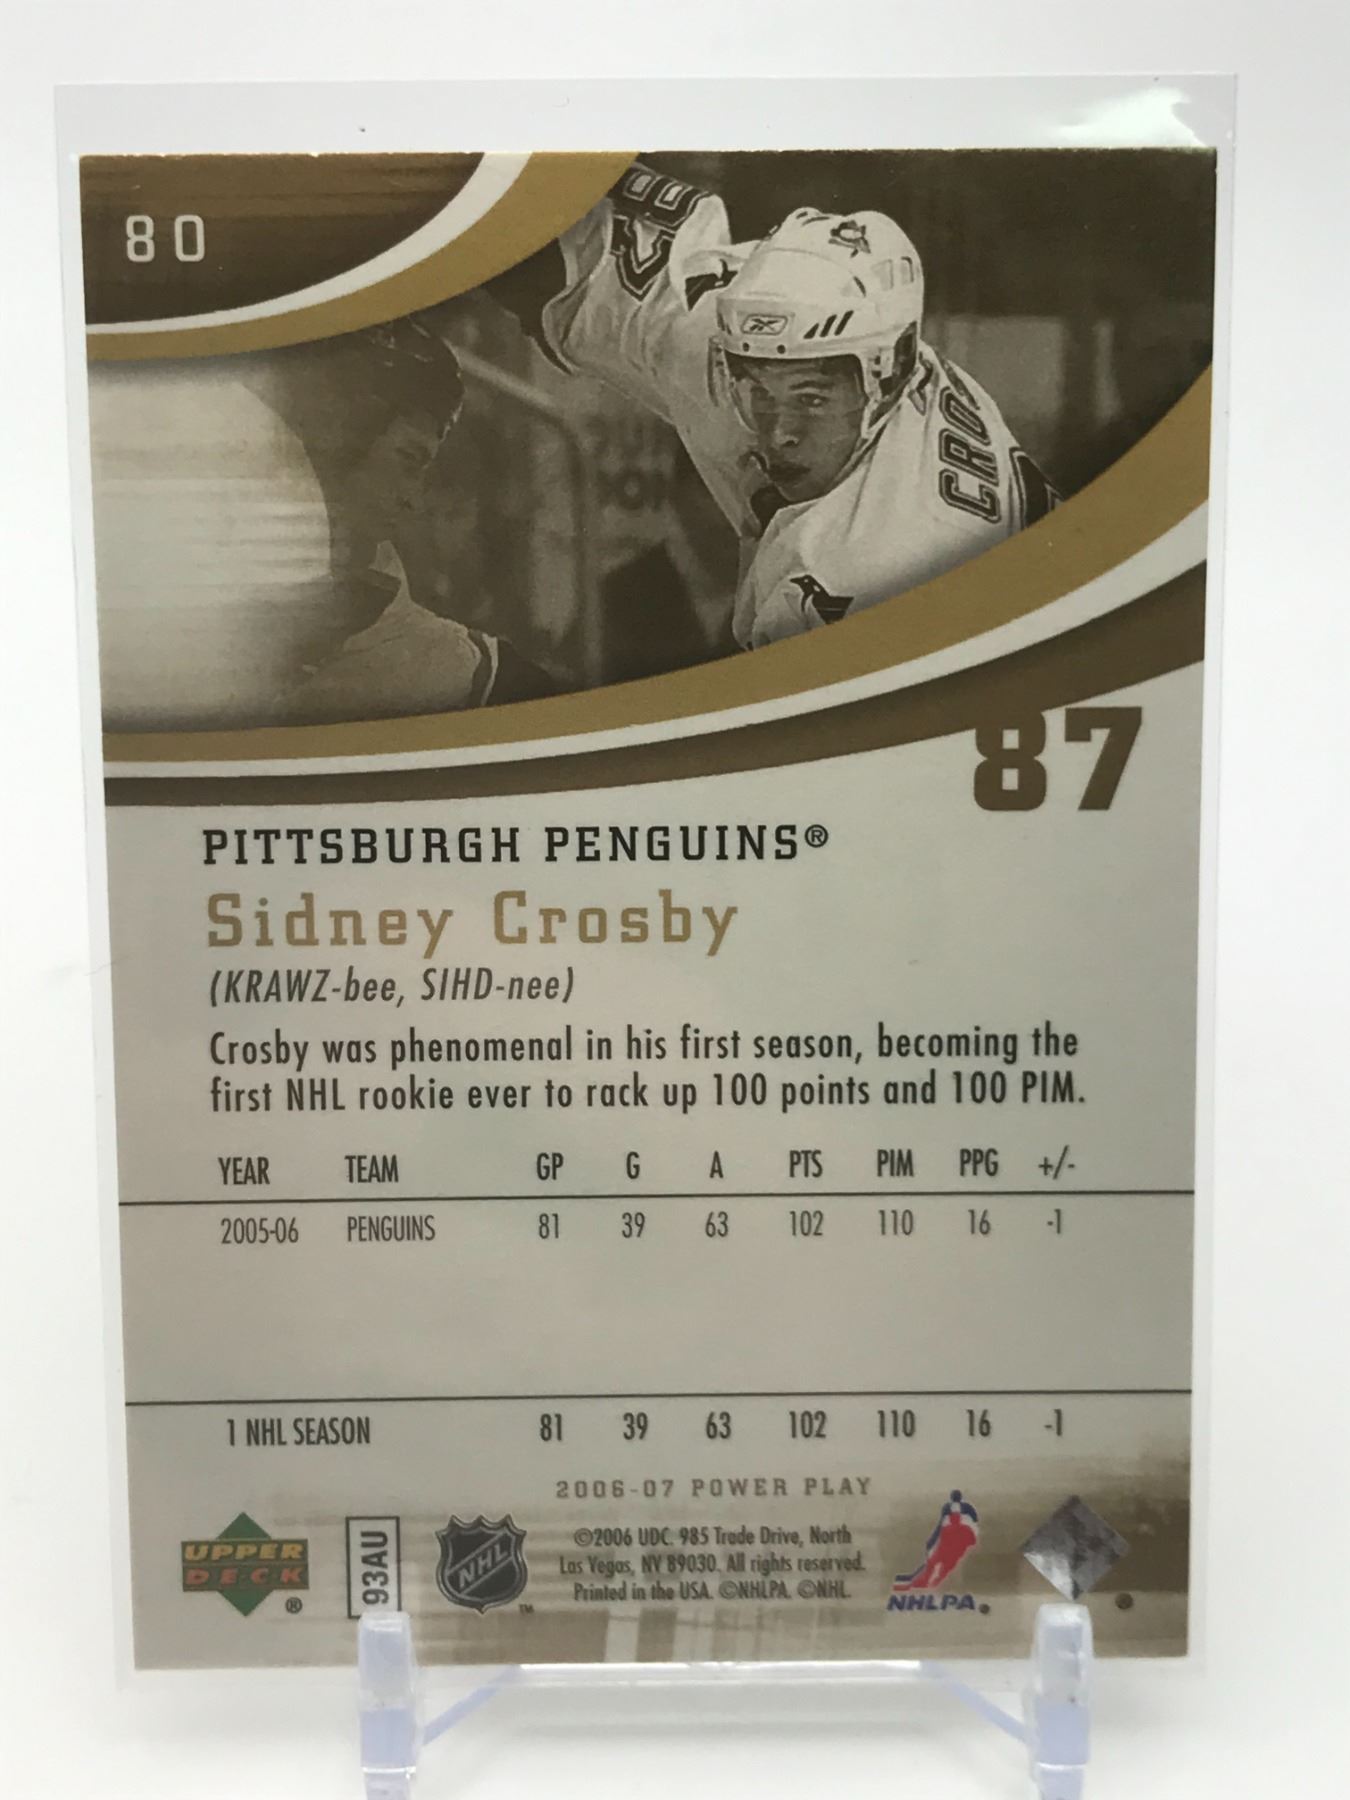 80
CRO
87
PITTSBURGH PENGUINS®
Sidney Crosby
(KRAWZ-bee, SIHD-nee)
Crosby was phenomenal in his first season, becoming the
first NHL rookie ever to rack up 100 points and 100 PIM.
YEAR TEAM GP G A PTS PIM PPG +/-
2005-06 PENGUINS 81 39 63 102 110 16 -1
1 NHL SEASON 81 39 63 102 110 16 -1
2006-07 POWER PLAY
UPPER
DECK
®
93AU
NHL
™
©2006 UDC. 985 Trade Drive, North
Las Vegas, NV 89030. All rights reserved.
Printed in the USA. ©NHLPA. ©NHL.
NHLPA®